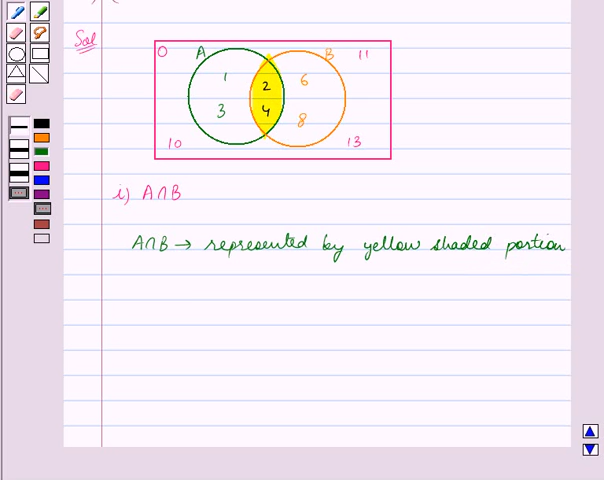 Sol
0 A B 11
1 2 6
3 4 8
10 13
i) A∩B
A∩B → represented by yellow shaded portion